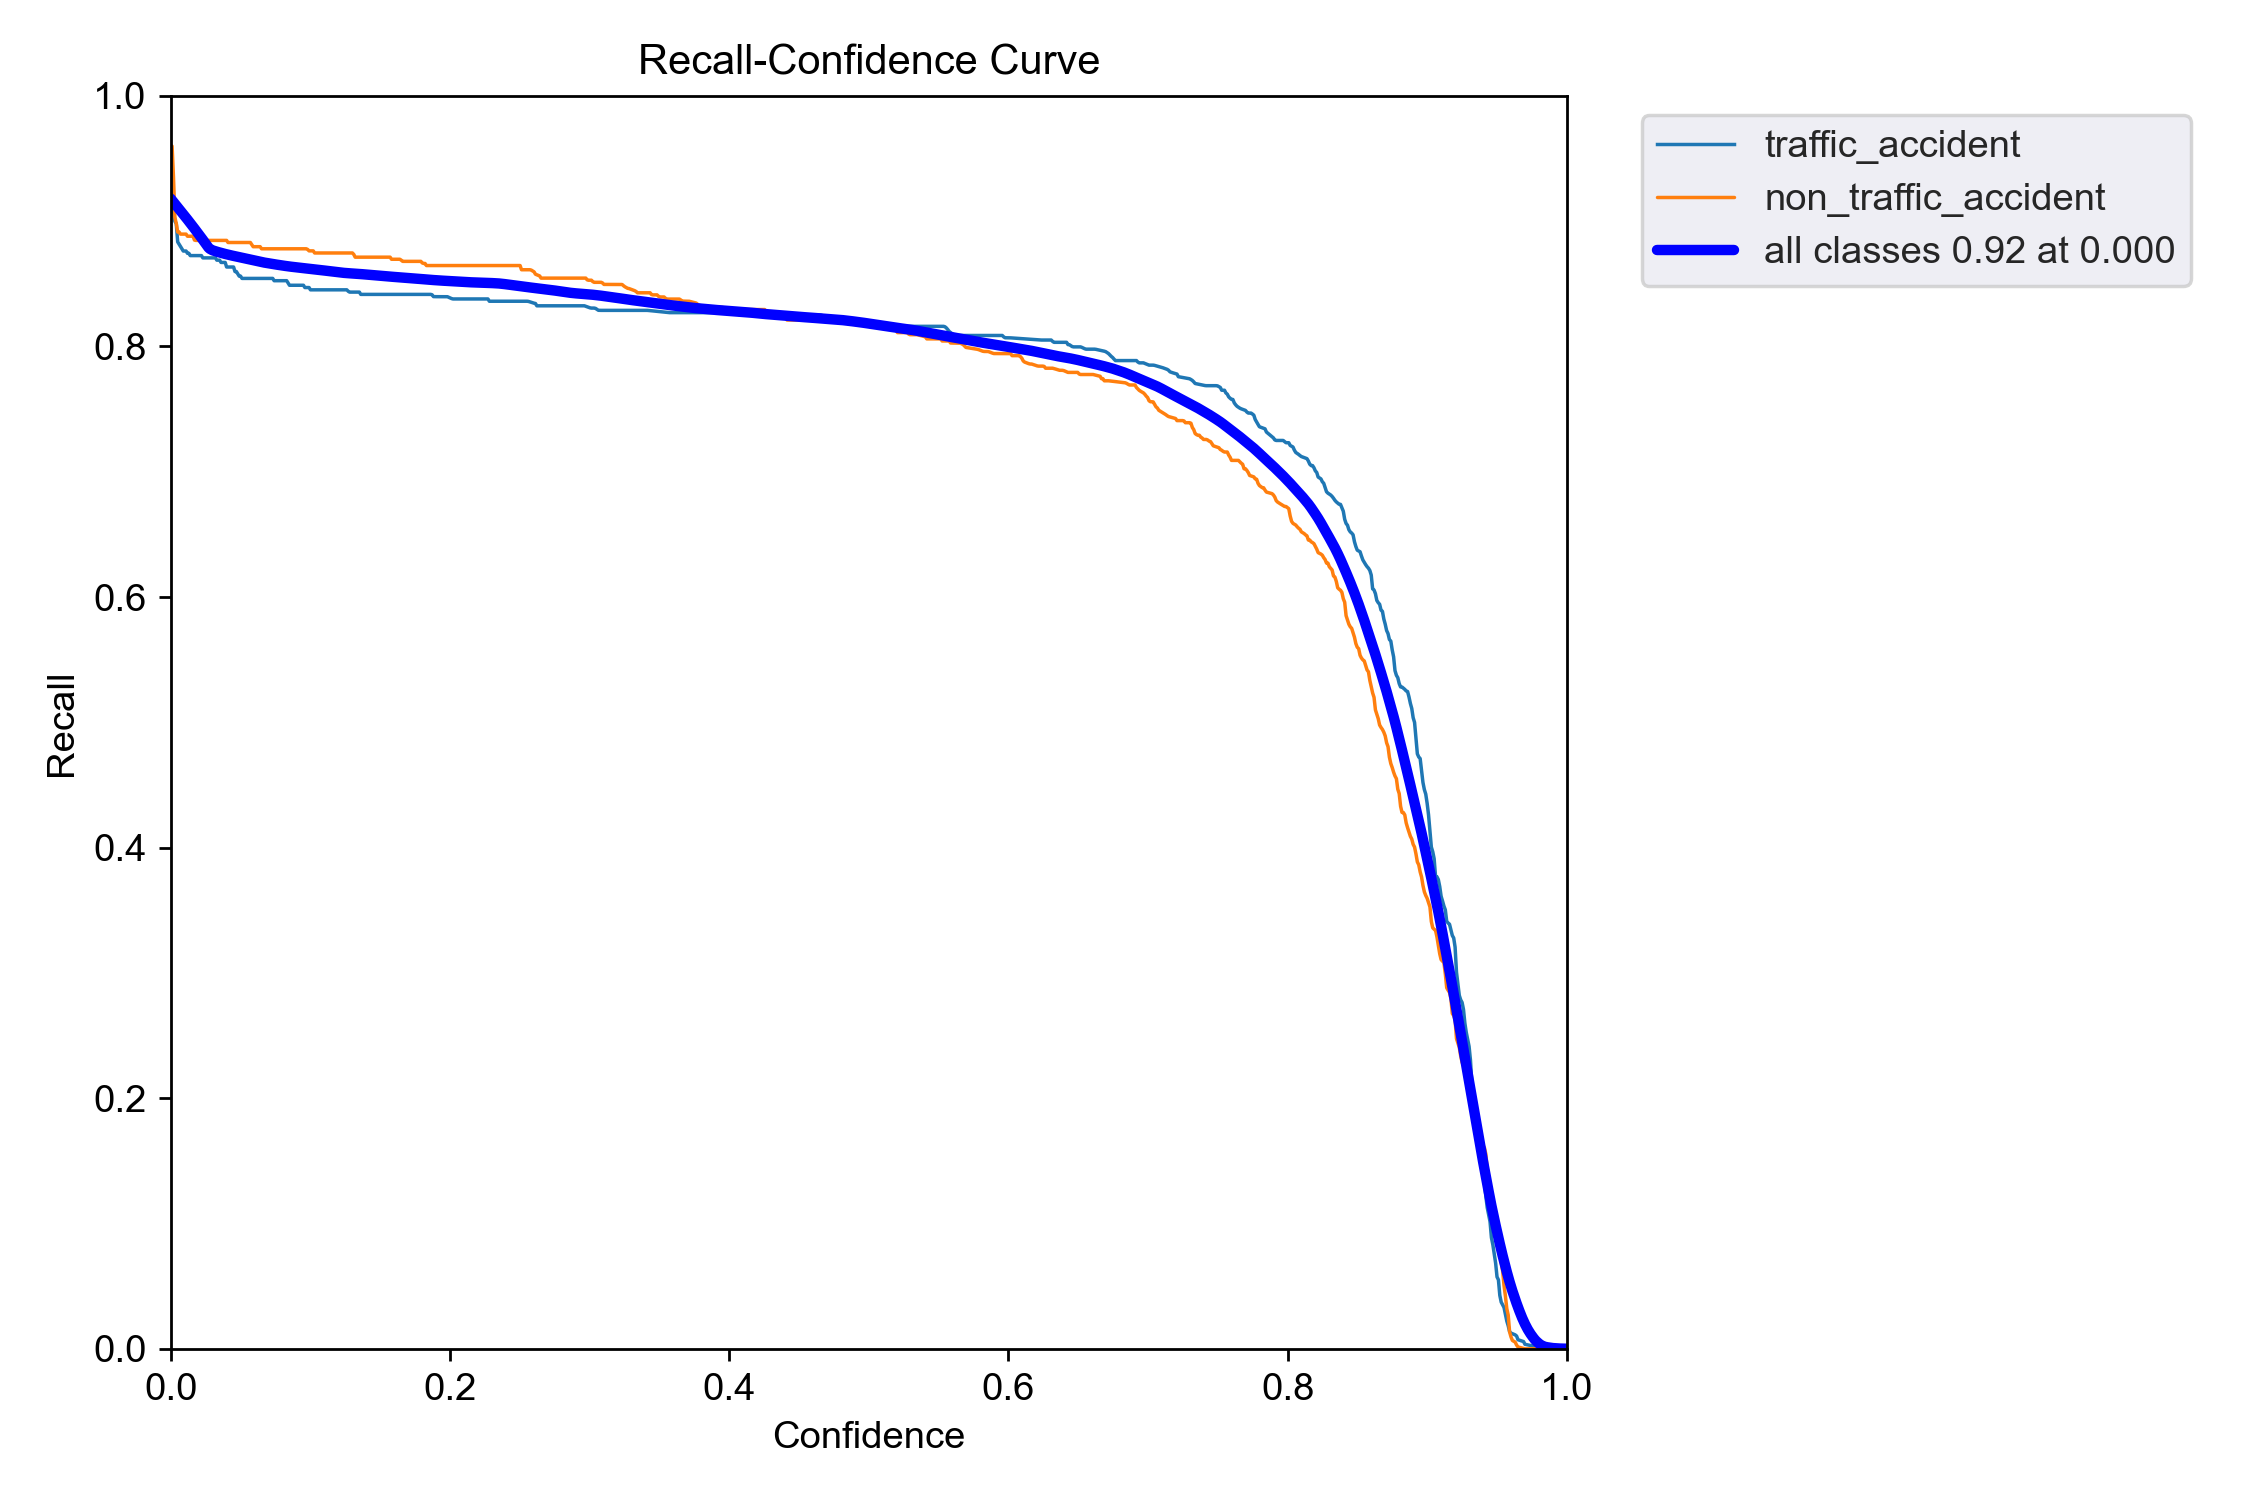 Recall-Confidence Curve
1.0
0.8
0.6
0.4
0.2
0.0
Recall
0.0 0.2 0.4 0.6 0.8 1.0
Confidence
traffic_accident
non_traffic_accident
all classes 0.92 at 0.000